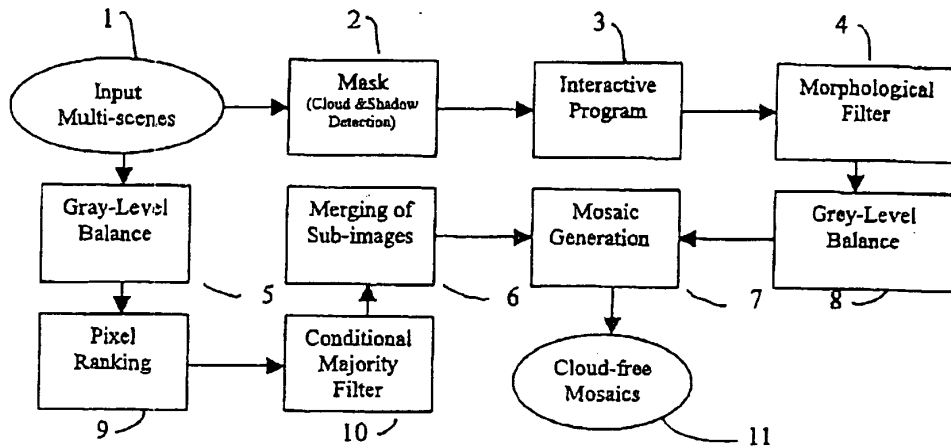 1
2
3
4
Input
Multi-scenes
Mask
(Cloud &Shadow
Detection)
Interactive
Program
Morphological
Filter
Gray-Level
Balance
Merging of
Sub-images
Mosaic
Generation
Grey-Level
Balance
5
6
7
8
Pixel
Ranking
Conditional
Majority
Filter
Cloud-free
Mosaics
9
10
11